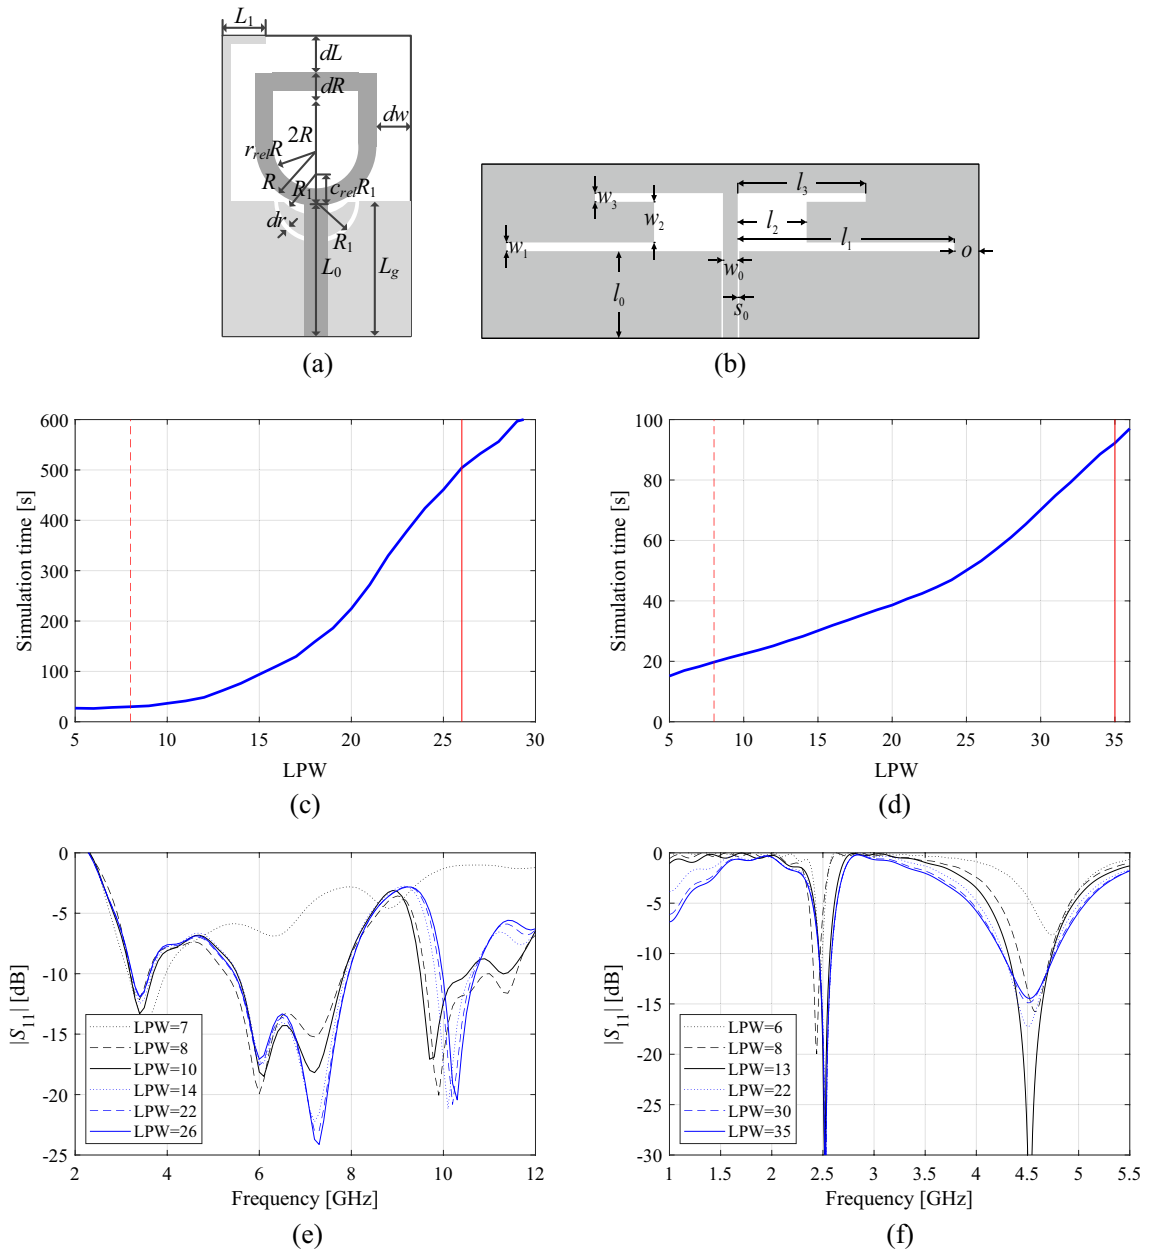 L1
dL
dR
dw
2R
rrelR
R
R1
crelR1
dr
R1
L0
Lg
(a)
w3
l3
w2
l2
w1
l1
w0
o
l0
s0
(b)
600
500
400
300
200
100
0
Simulation time [s]
5
10
15
20
25
30
LPW
(c)
100
80
60
40
20
0
Simulation time [s]
5
10
15
20
25
30
35
LPW
(d)
0
-5
-10
-15
-20
-25
|S11| [dB]
LPW=7
LPW=8
LPW=10
LPW=14
LPW=22
LPW=26
2
4
6
8
10
12
Frequency [GHz]
(e)
0
-5
-10
-15
-20
-25
-30
|S11| [dB]
LPW=6
LPW=8
LPW=13
LPW=22
LPW=30
LPW=35
1
1.5
2
2.5
3
3.5
4
4.5
5
5.5
Frequency [GHz]
(f)